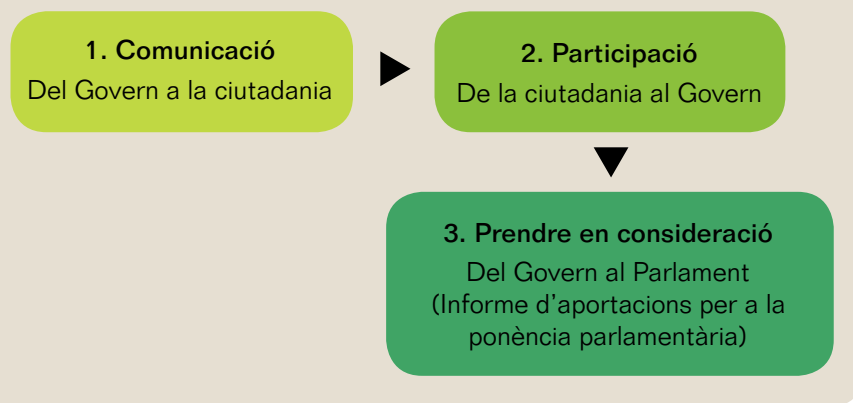 1. Comunicació
Del Govern a la ciutadania
2. Participació
De la ciutadania al Govern
3. Prendre en consideració
Del Govern al Parlament
(Informe d’aportacions per a la
ponència parlamentària)